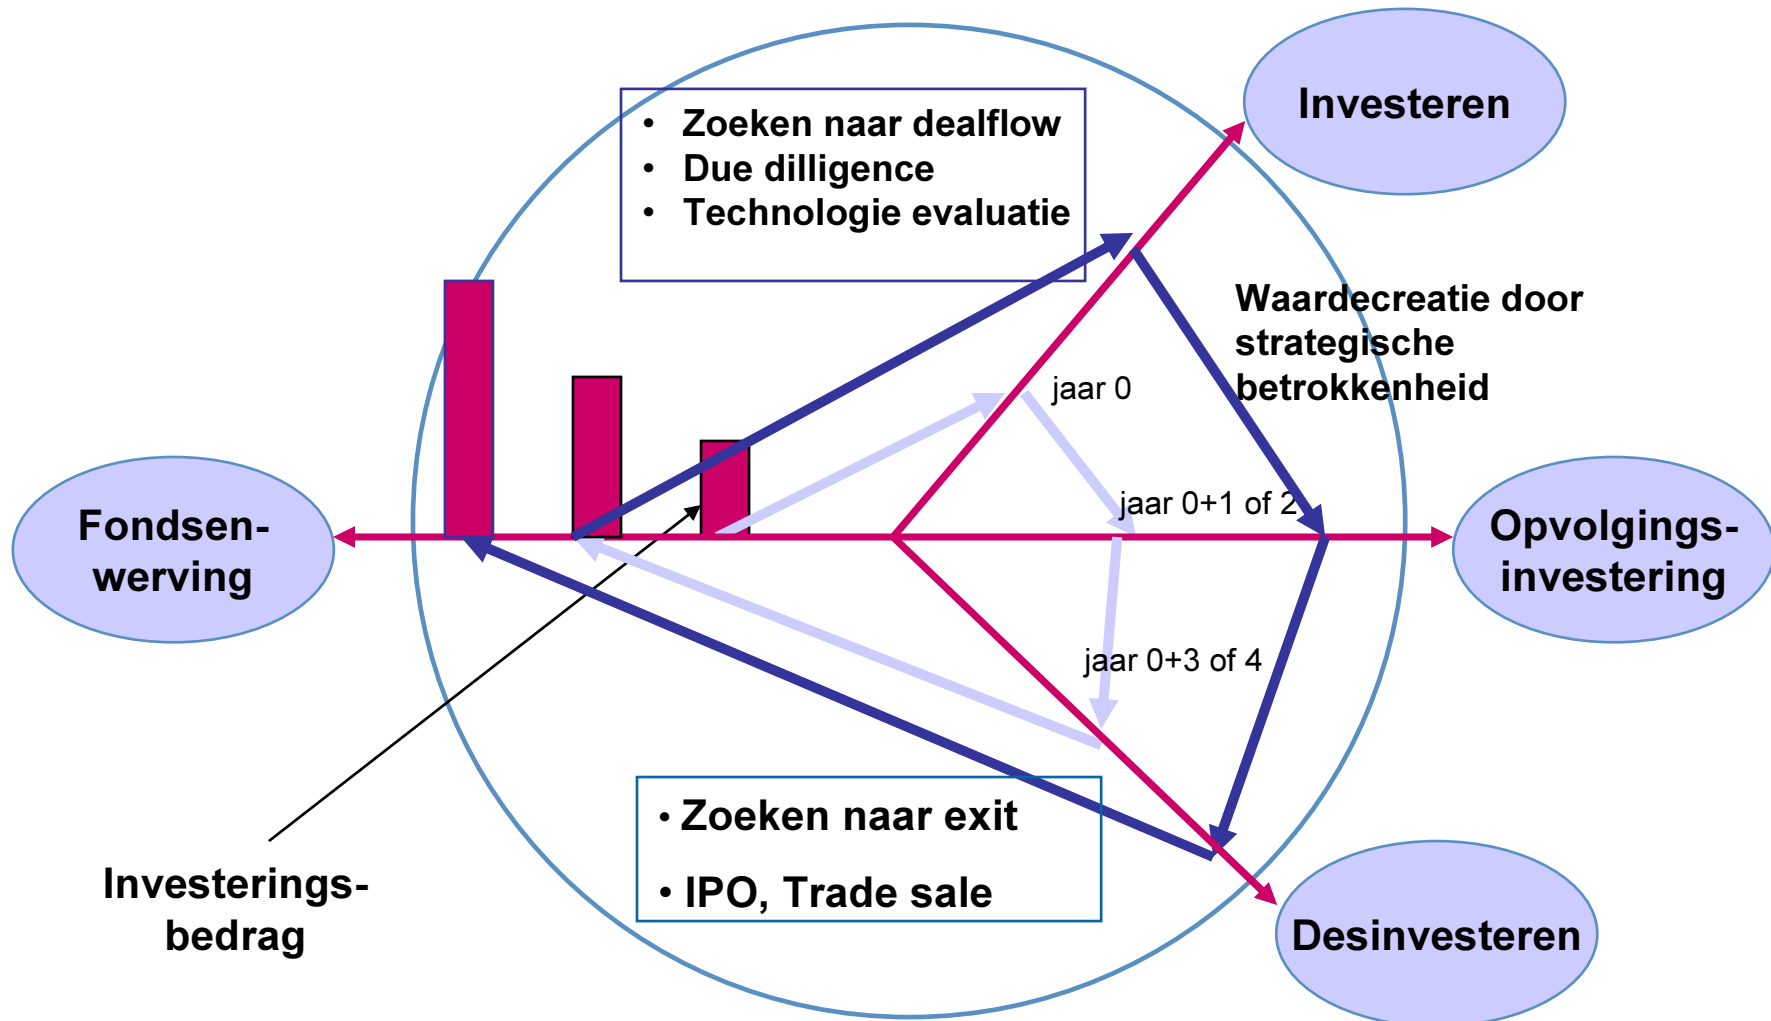 Investeren
• Zoeken naar dealflow
• Due dilligence
• Technologie evaluatie
Waardecreatie door
strategische
betrokkenheid
jaar 0
jaar 0+1 of 2
Fondsen-
werving
Opvolgings-
investering
jaar 0+3 of 4
• Zoeken naar exit
• IPO, Trade sale
Investerings-
bedrag
Desinvesteren